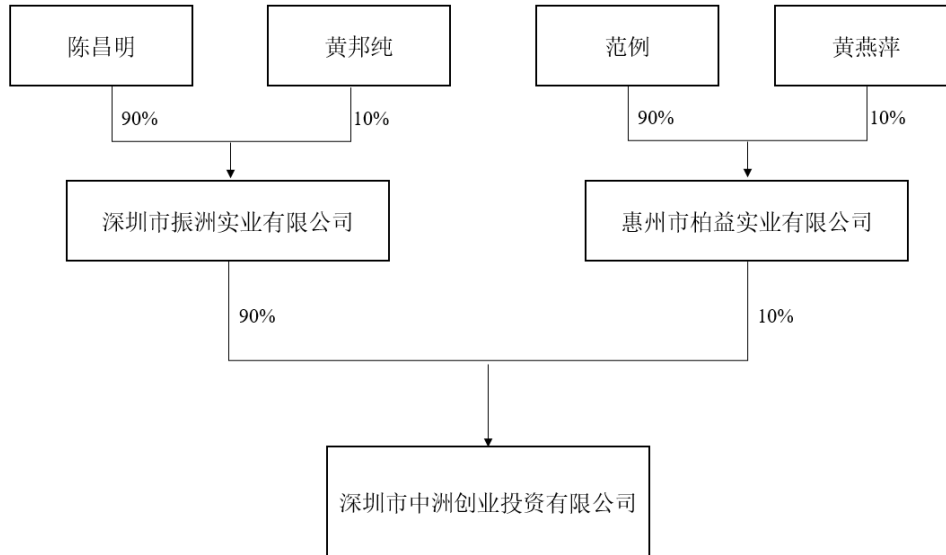 陈昌明
黄邦纯
范例
黄燕萍
90%
10%
90%
10%
深圳市振洲实业有限公司
惠州市柏益实业有限公司
90%
10%
深圳市中洲创业投资有限公司